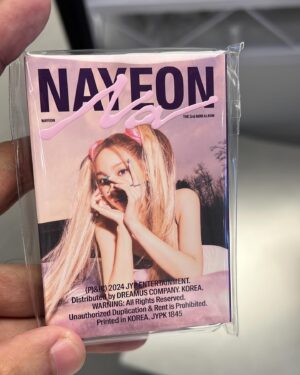 NAYEON
Na
NAYEON THE 2nd MINI ALBUM
(P)&(C) 2024 JYP ENTERTAINMENT.
Distributed by DREAMUS COMPANY. KOREA.
WARNING: All Rights Reserved.
Unauthorized Duplication & Rent is Prohibited.
Printed in KOREA. JYPK 1845